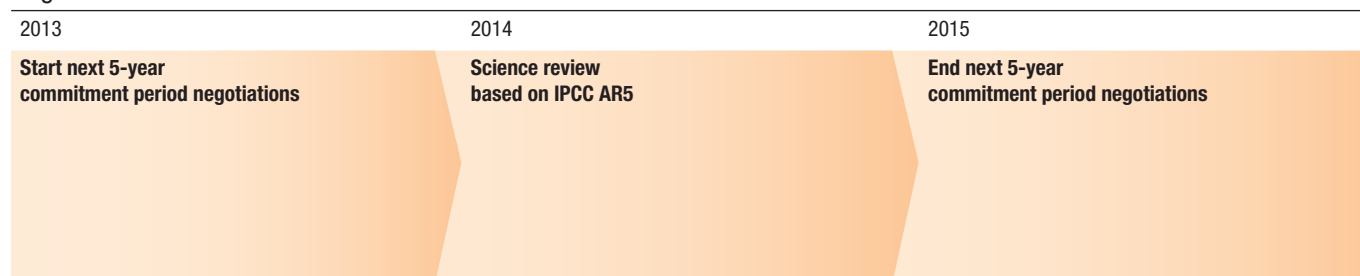 2013
2014
2015
Start next 5-year
commitment period negotiations
Science review
based on IPCC AR5
End next 5-year
commitment period negotiations